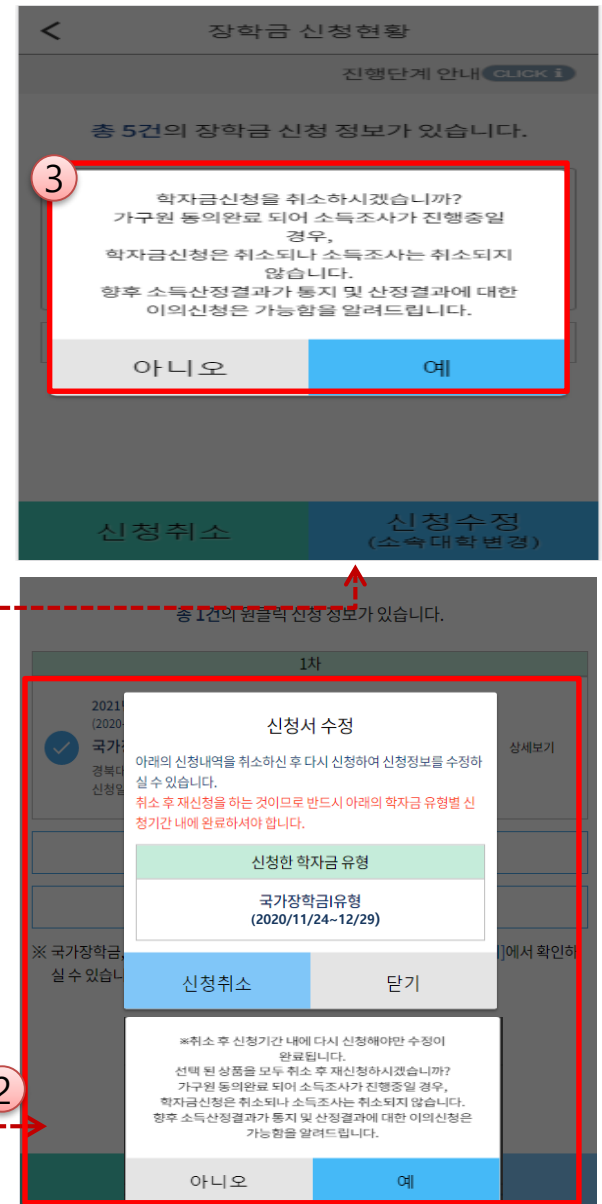 장학금 신청현황
진행단계 안내 CLICK i
총 5건의 장학금 신청 정보가 있습니다.
3
학자금신청을 취소하시겠습니까?
가구원 동의완료 되어 소득조사가 진행중일
경우,
학자금신청은 취소되나 소득조사는 취소되지
않습니다.
향후 소득산정결과가 통지 및 산정결과에 대한
이의신청은 가능함을 알려드립니다.
아니오 예
신청취소 신청수정
(소속대학변경)
총 1건의 원클릭 신청 정보가 있습니다.
1차
2021
(2020
국가
경북대
신청일
상세보기
신청서 수정
아래의 신청내역을 취소하신 후 다시 신청하여 신청정보를 수정하
실 수 있습니다.
취소 후 재신청을 하는 것이므로 반드시 아래의 학자금 유형별 신
청기간 내에 완료하셔야 합니다.
신청한 학자금 유형
국가장학금I유형
(2020/11/24~12/29)
신청취소 닫기
※ 국가장학금, ]에서 확인하
실 수 있습니
※취소 후 신청기간 내에 다시 신청해야만 수정이
완료됩니다.
선택 된 상품을 모두 취소 후 재신청하시겠습니까?
가구원 동의완료 되어 소득조사가 진행중일 경우,
학자금신청은 취소되나 소득조사는 취소되지 않습니다.
향후 소득산정결과가 통지 및 산정결과에 대한 이의신청은
가능함을 알려드립니다.
2
아니오 예